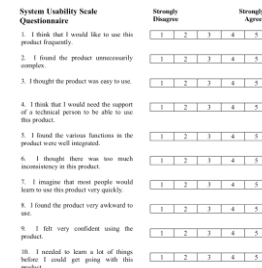 System Usability Scale
Questionnaire
Strongly Disagree
Strongly Agree
1. I think that I would like to use this
product frequently.
1 2 3 4 5
2. I found the product unnecessarily
complex.
1 2 3 4 5
3. I thought the product was easy to use.
1 2 3 4 5
4. I think that I would need the support
of a technical person to be able to use
this product.
1 2 3 4 5
5. I found the various functions in the
product were well integrated.
1 2 3 4 5
6. I thought there was too much
inconsistency in this product.
1 2 3 4 5
7. I imagine that most people would
learn to use this product very quickly.
1 2 3 4 5
8. I found the product very awkward to
use.
1 2 3 4 5
9. I felt very confident using the
product.
1 2 3 4 5
10. I needed to learn a lot of things
before I could get going with this
product.
1 2 3 4 5